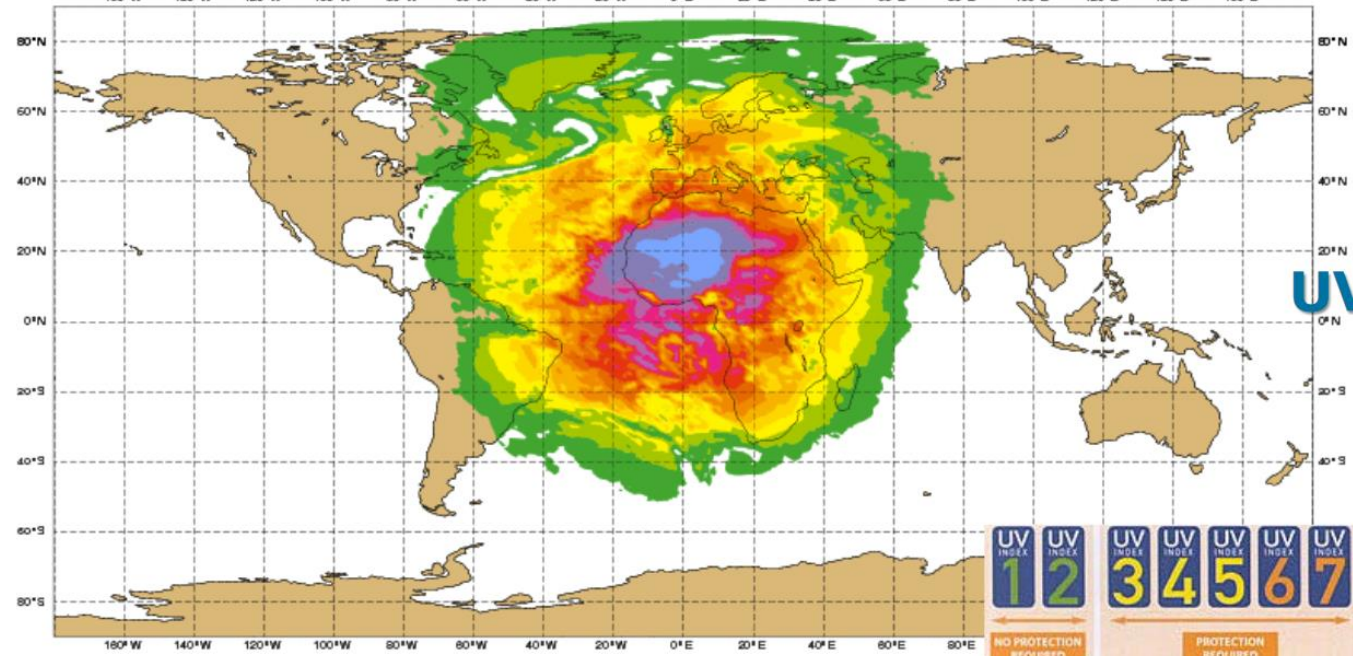 80°N 80°N
60°N 60°N
40°N 40°N
20°N 20°N
UV
0°N 0°N
20°S 20°S
40°S 40°S
60°S
80°S
UV INDEX 1 UV INDEX 2 UV INDEX 3 UV INDEX 4 UV INDEX 5 UV INDEX 6 UV INDEX 7
160°W 140°W 120°W 100°W 80°W 60°W 40°W 20°W 0°E 20°E 40°E 60°E 80°E
NO PROTECTION REQUIRED
PROTECTION REQUIRED